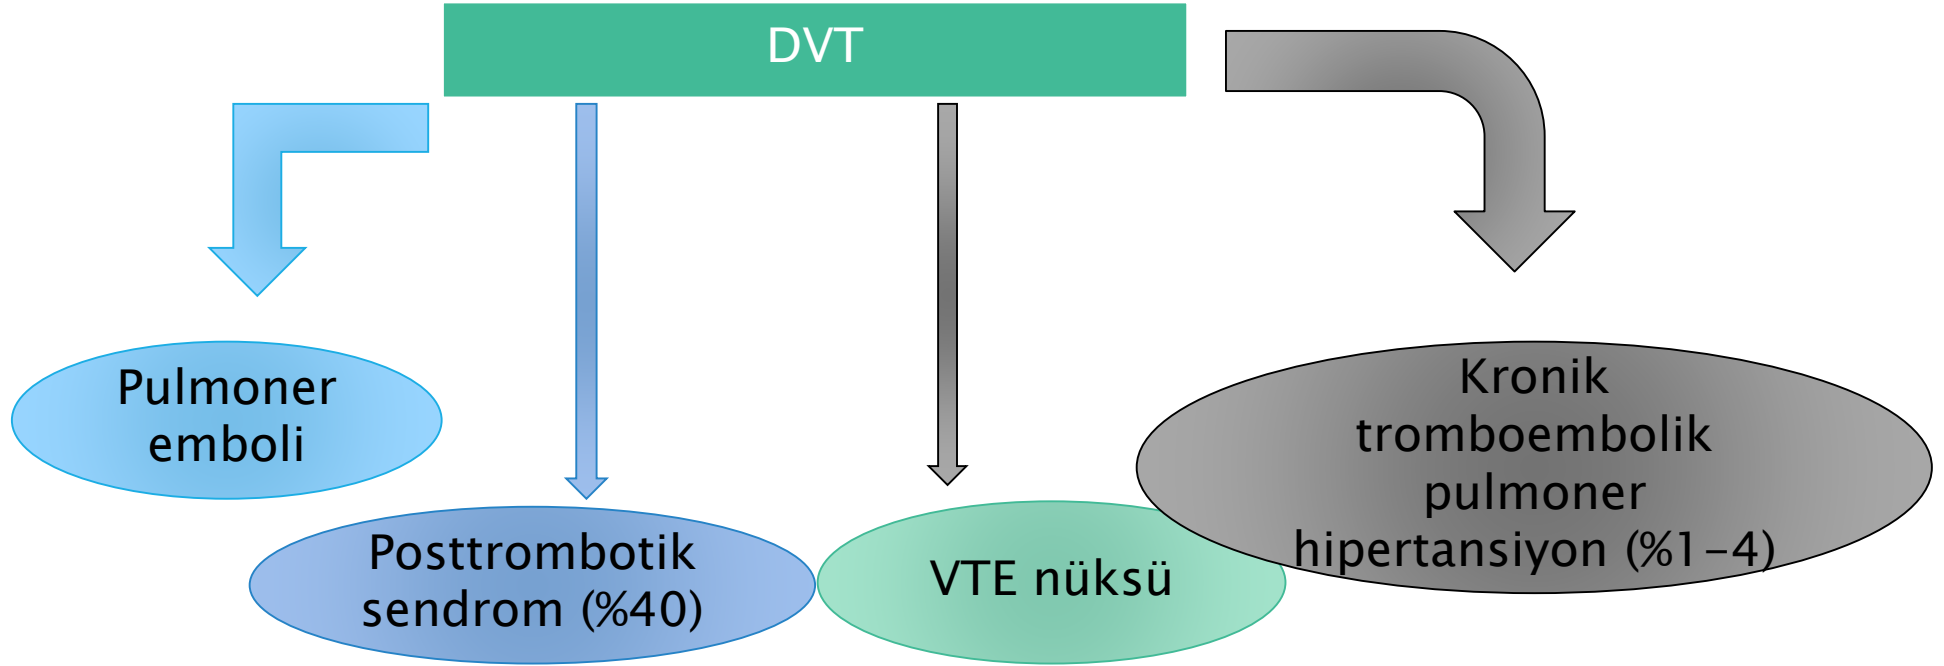 DVT
Pulmoner
emboli
Posttrombotik
sendrom (%40)
VTE nüksü
Kronik
tromboembolik
pulmoner
hipertansiyon (%1-4)